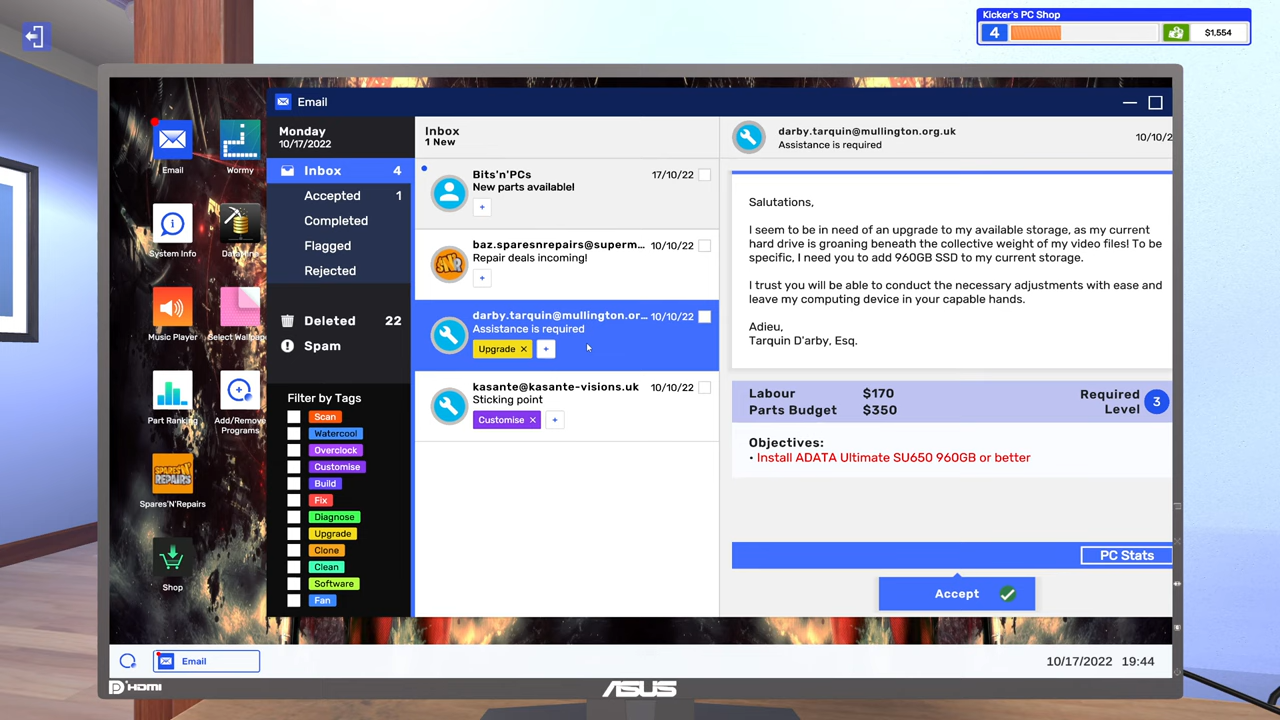 Kicker's PC Shop
4
$1,554
Email
Monday
10/17/2022
Inbox 4
Accepted 1
Completed
Flagged
Rejected
Deleted 22
Spam
Filter by Tags
Scan
Watercool
Overclock
Customise
Build
Fix
Diagnose
Upgrade
Clone
Clean
Software
Fan
Email
Wormy
System Info
Music Player
Select Wallpap
Part Ranking
Add/Remove
Programs
SPARES'N'
REPAIRS
Spares'N'Repairs
Shop
Inbox
1 New
Bits'n'PCs 17/10/22
New parts available!
+
baz.sparesnrepairs@superm... 10/10/22
Repair deals incoming!
+
darby.tarquin@mullington.or... 10/10/22
Assistance is required
Upgrade × +
kasante@kasante-visions.uk 10/10/22
Sticking point
Customise × +
darby.tarquin@mullington.org.uk 10/10/2
Assistance is required
Salutations,
I seem to be in need of an upgrade to my available storage, as my current
hard drive is groaning beneath the collective weight of my video files! To be
specific, I need you to add 960GB SSD to my current storage.
I trust you will be able to conduct the necessary adjustments with ease and
leave my computing device in your capable hands.
Adieu,
Tarquin D'arby, Esq.
Labour $170
Parts Budget $350
Required
Level 3
Objectives:
• Install ADATA Ultimate SU650 960GB or better
PC Stats
Accept
Email
10/17/2022 19:44
HDMI
ASUS